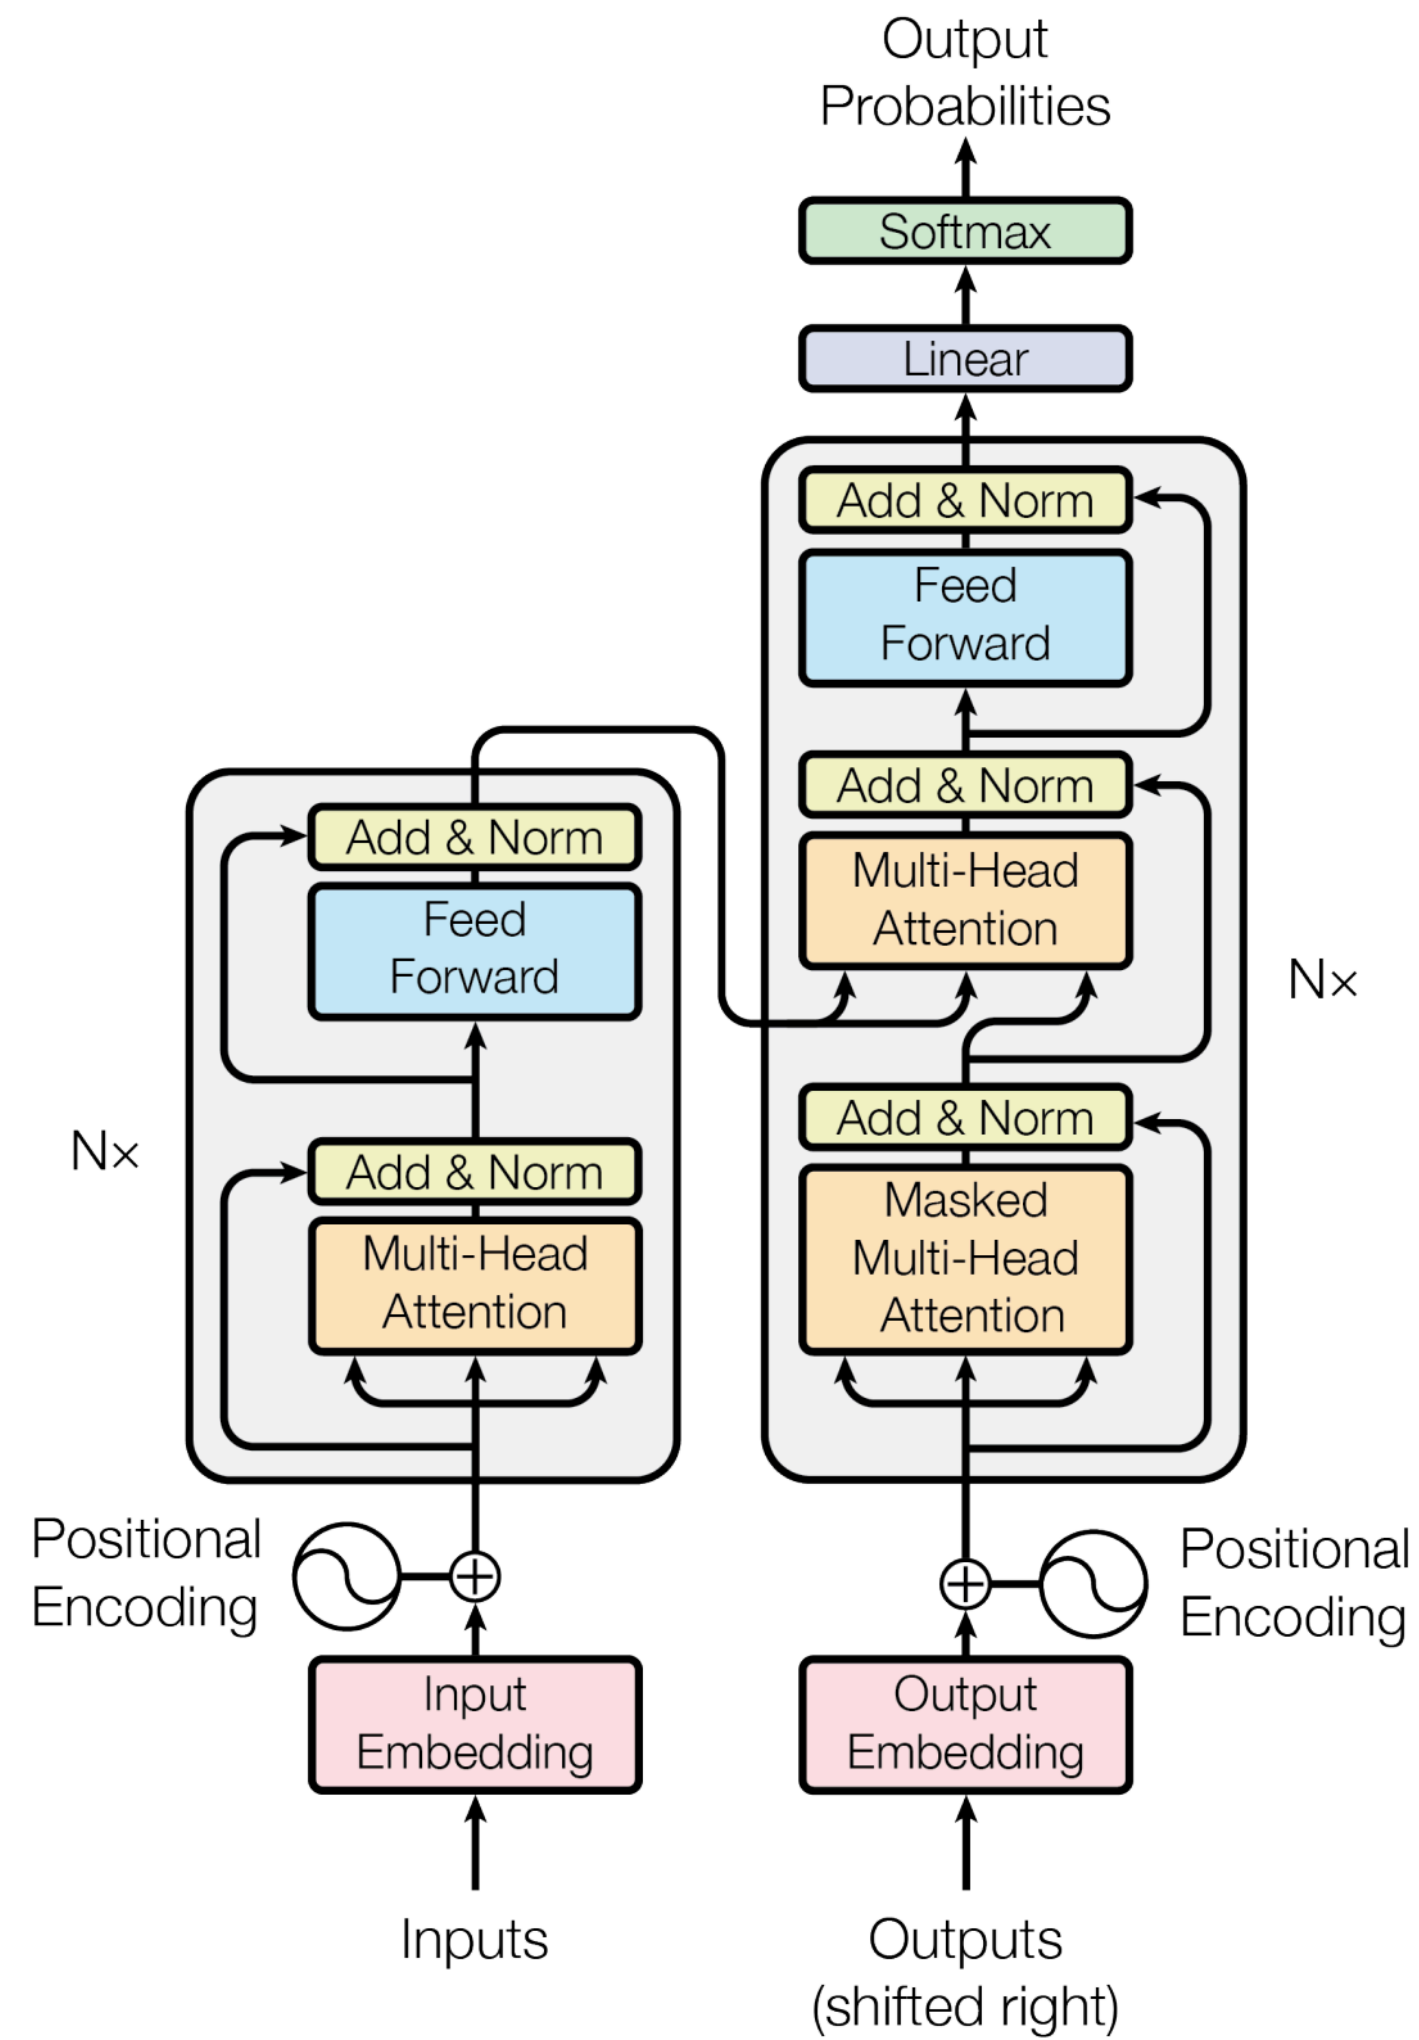 Output
Probabilities
Softmax
Linear
Add & Norm
Feed
Forward
Add & Norm
Multi-Head
Attention
Add & Norm
Masked
Multi-Head
Attention
N×
Positional
Encoding
Output
Embedding
Outputs
(shifted right)
Add & Norm
Feed
Forward
Add & Norm
Multi-Head
Attention
N×
Positional
Encoding
Input
Embedding
Inputs